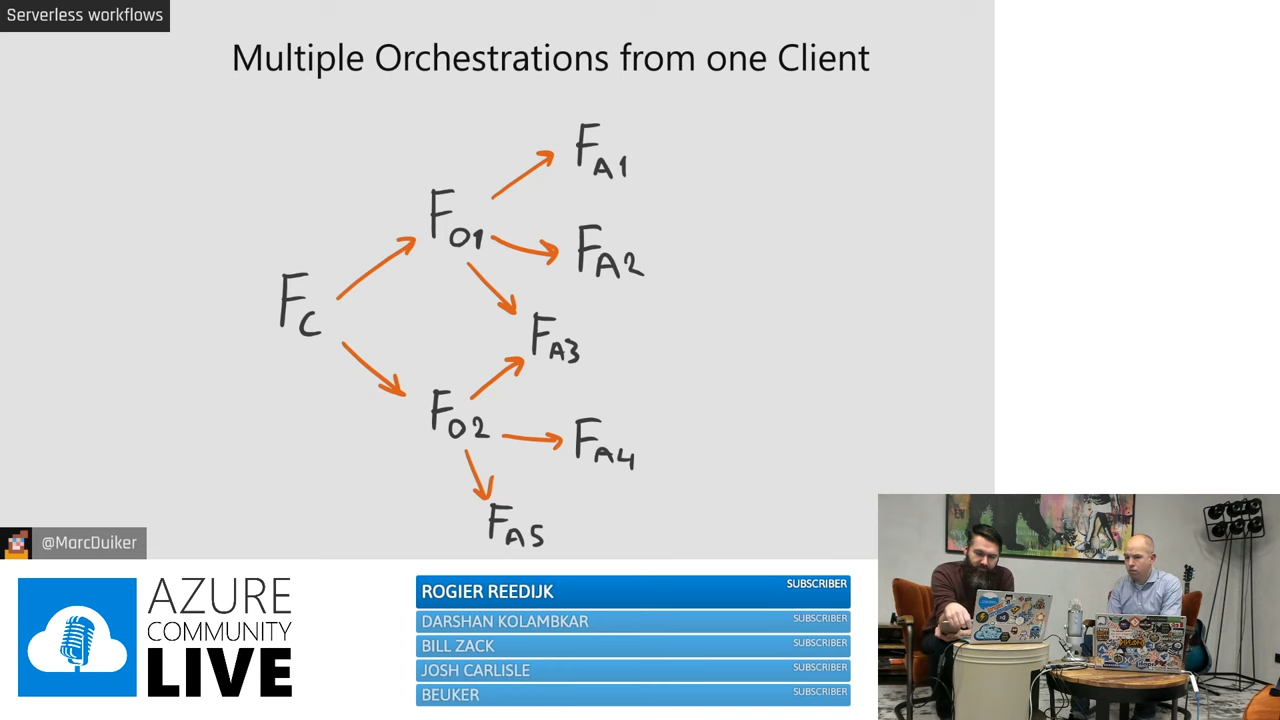 Serverless workflows
Multiple Orchestrations from one Client
FA1
FO1
FA2
FC
FA3
FO2
FA4
FA5
@MarcDuiker
AZURE
COMMUNITY
LIVE
ROGIER REEDIJK SUBSCRIBER
DARSHAN KOLAMBKAR SUBSCRIBER
BILL ZACK SUBSCRIBER
JOSH CARLISLE SUBSCRIBER
BEUKER SUBSCRIBER